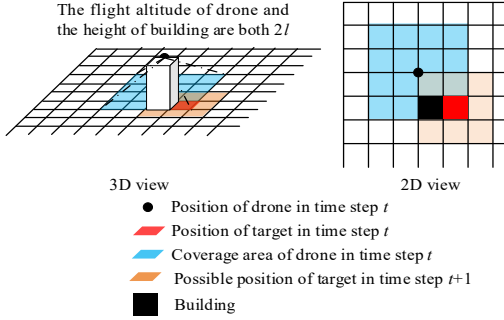 The flight altitude of drone and
the height of building are both 2l
3D view
2D view
Position of drone in time step t
Position of target in time step t
Coverage area of drone in time step t
Possible position of target in time step t+1
Building